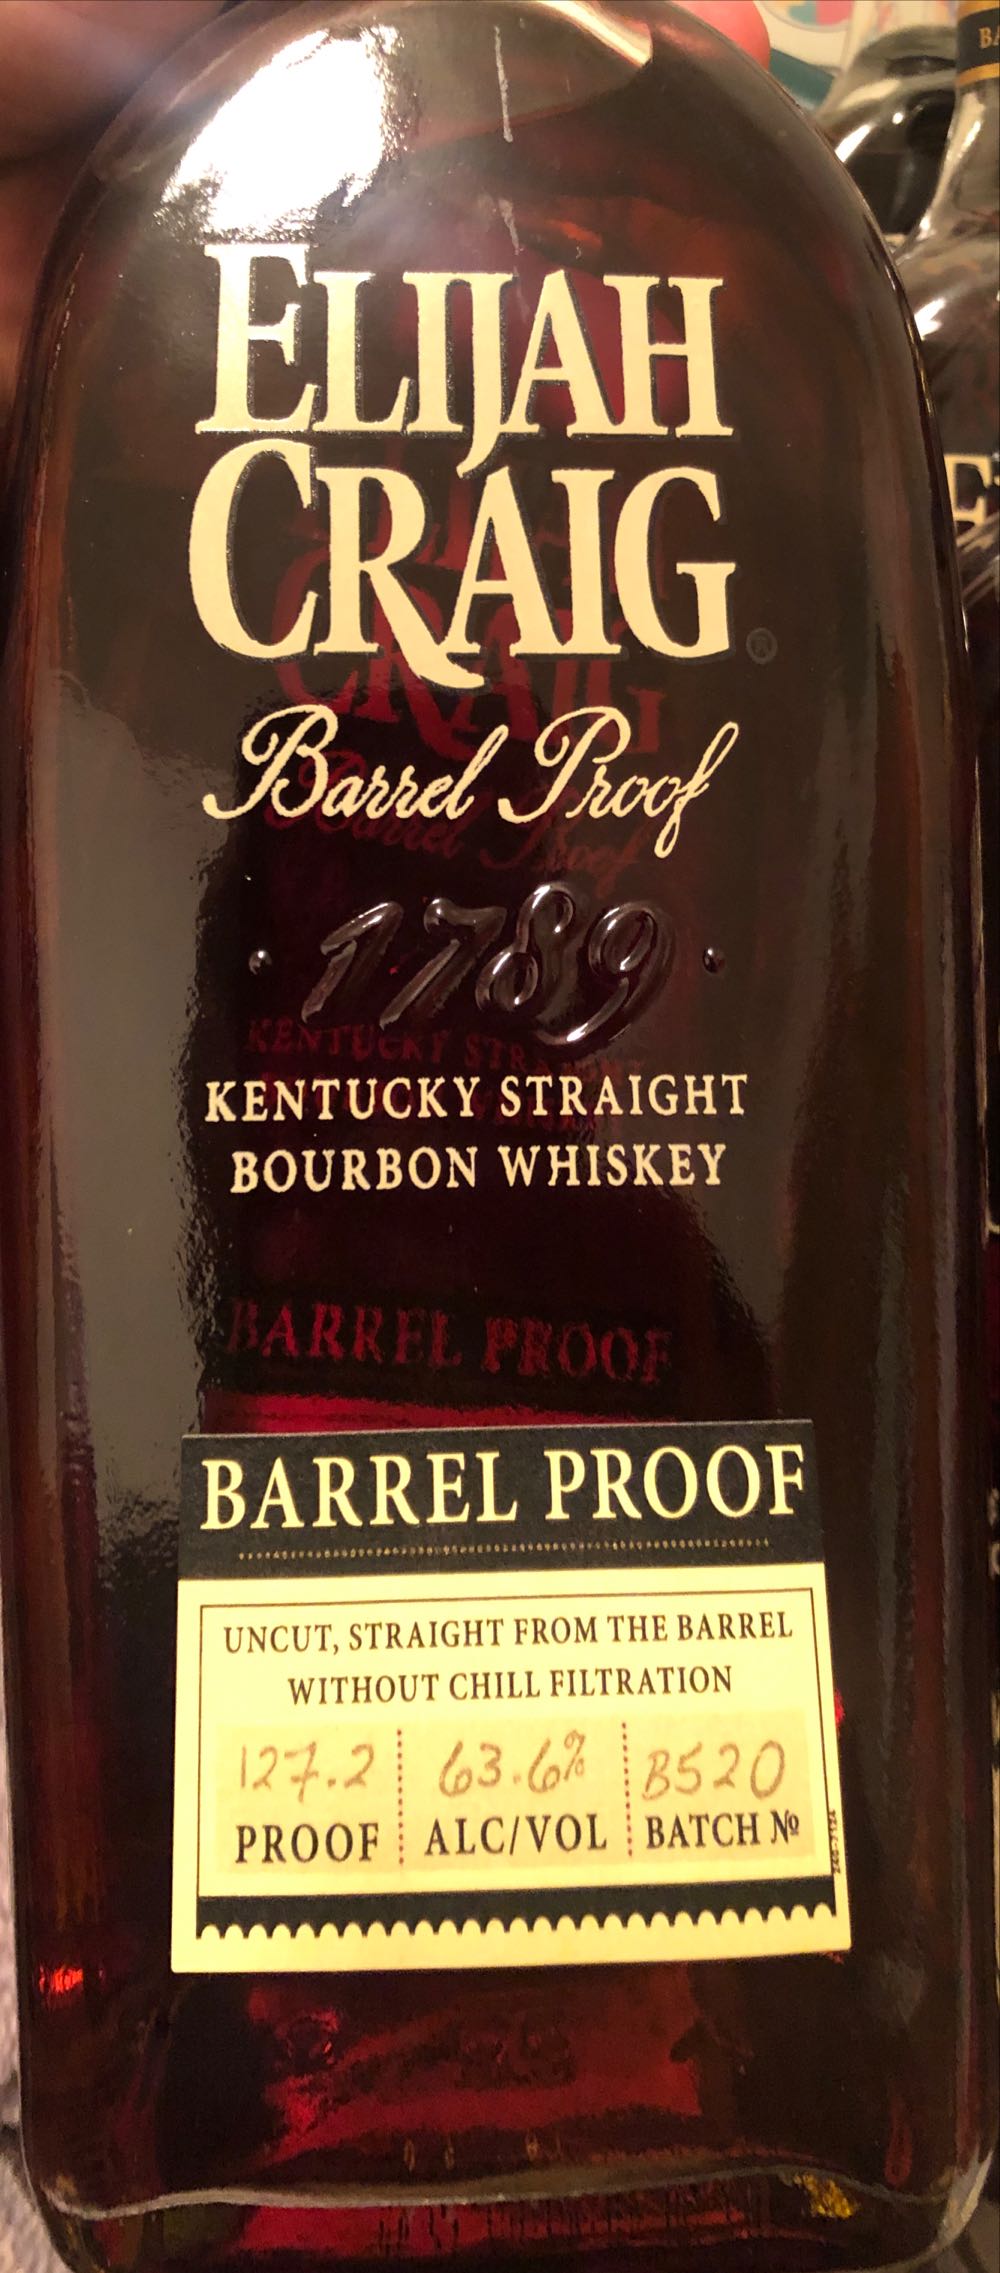 ELIJAH
CRAIG®
Barrel Proof
· 1789 ·
KENTUCKY STRAIGHT
BOURBON WHISKEY
BARREL PROOF
BARREL PROOF
UNCUT, STRAIGHT FROM THE BARREL
WITHOUT CHILL FILTRATION
127.2 63.6% B520
PROOF ALC/VOL BATCH №